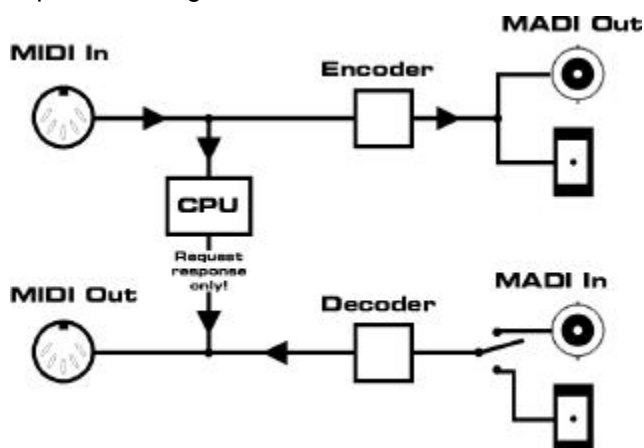 MADI Out
MIDI In
Encoder
CPU
Request
response
only!
MIDI Out
Decoder
MADI In